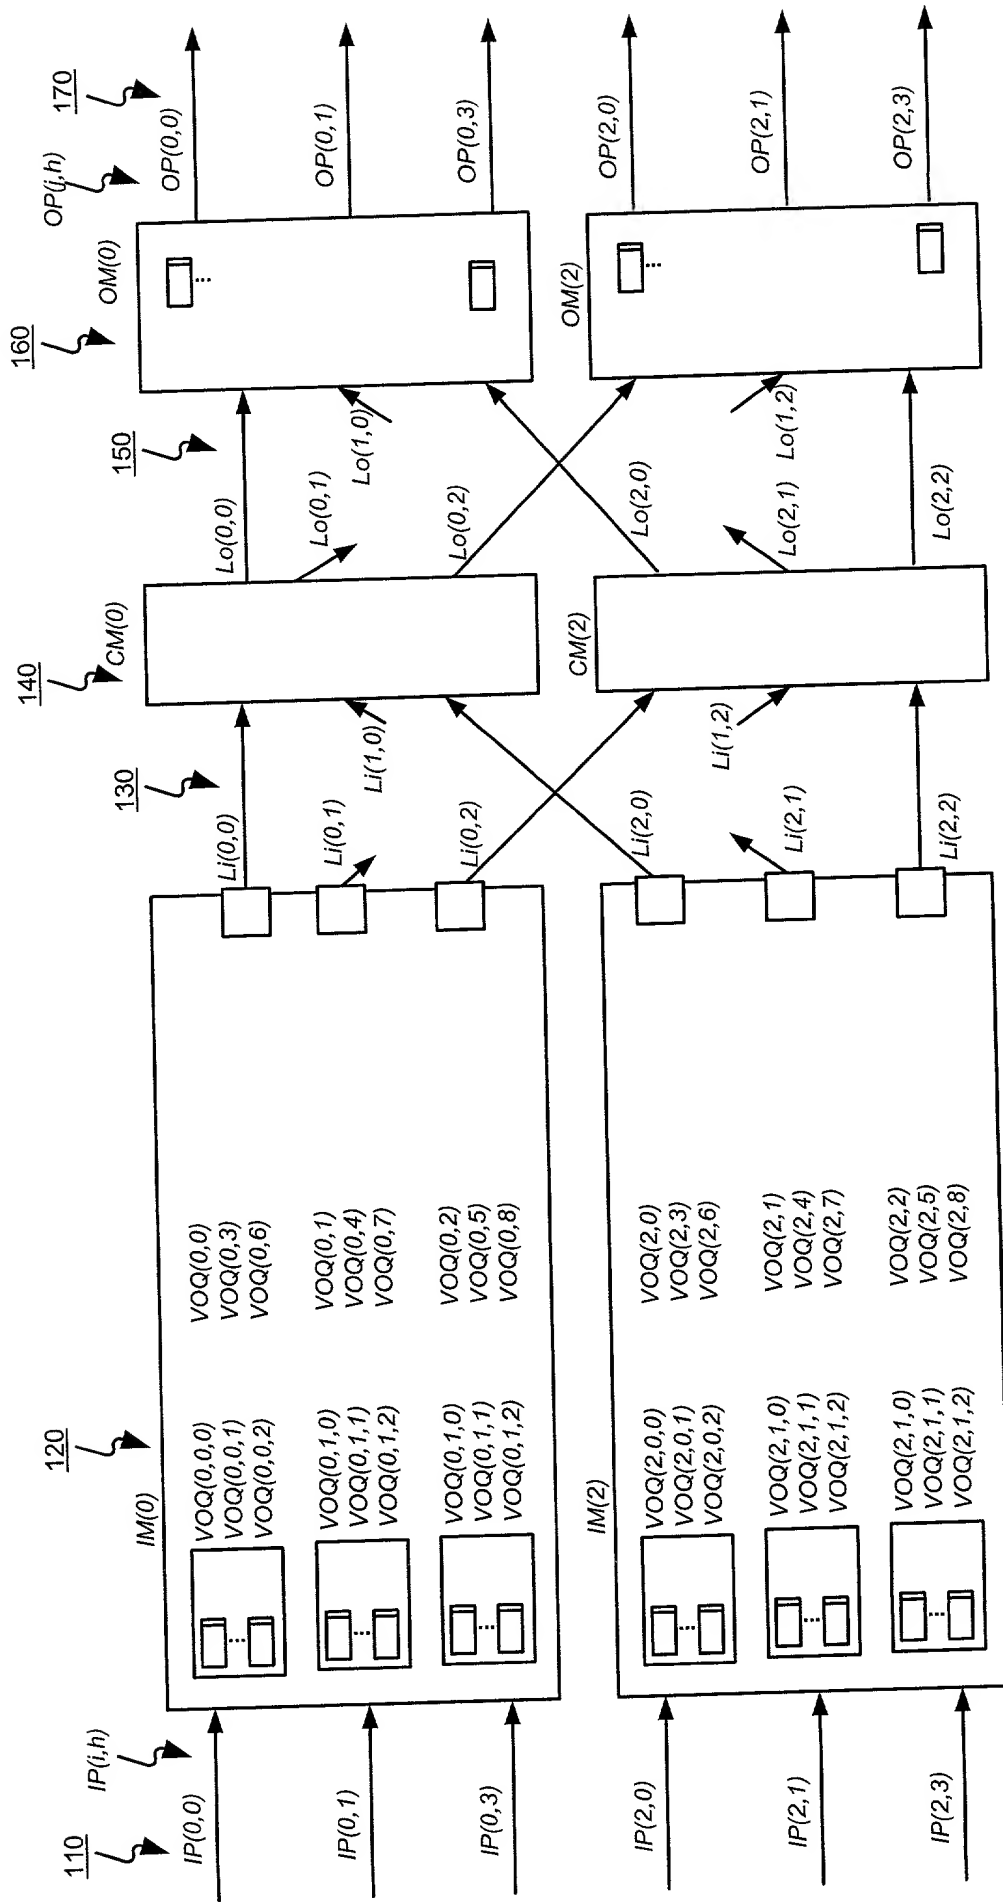 110
IP(i,h)
IP(0,0)
IP(0,1)
IP(0,3)
IP(2,0)
IP(2,1)
IP(2,3)
120
IM(0)
VOQ(0,0,0)
VOQ(0,0,1)
VOQ(0,0,2)
VOQ(0,1,0)
VOQ(0,1,1)
VOQ(0,1,2)
VOQ(0,1,0)
VOQ(0,1,1)
VOQ(0,1,2)
VOQ(0,0)
VOQ(0,3)
VOQ(0,6)
VOQ(0,1)
VOQ(0,4)
VOQ(0,7)
VOQ(0,2)
VOQ(0,5)
VOQ(0,8)
IM(2)
VOQ(2,0,0)
VOQ(2,0,1)
VOQ(2,0,2)
VOQ(2,1,0)
VOQ(2,1,1)
VOQ(2,1,2)
VOQ(2,1,0)
VOQ(2,1,1)
VOQ(2,1,2)
VOQ(2,0)
VOQ(2,3)
VOQ(2,6)
VOQ(2,1)
VOQ(2,4)
VOQ(2,7)
VOQ(2,2)
VOQ(2,5)
VOQ(2,8)
130
Li(0,0)
Li(0,1)
Li(0,2)
Li(1,0)
Li(2,0)
Li(2,1)
Li(1,2)
Li(2,2)
140
CM(0)
CM(2)
150
Lo(0,0)
Lo(0,1)
Lo(0,2)
Lo(1,0)
Lo(2,0)
Lo(2,1)
Lo(1,2)
Lo(2,2)
160
OM(0)
OM(2)
170
OP(j,h)
OP(0,0)
OP(0,1)
OP(0,3)
OP(2,0)
OP(2,1)
OP(2,3)